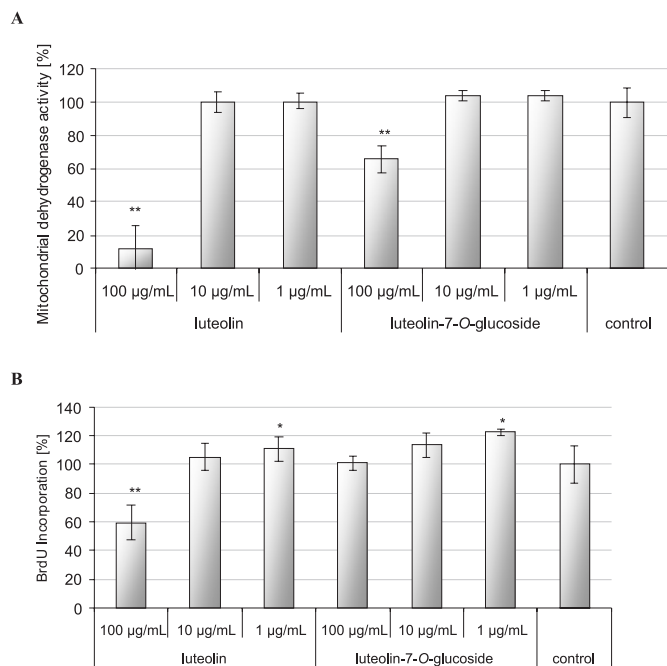 A
Mitochondrial dehydrogenase activity [%]
120
100
80
60
40
20
0
**
**
100 µg/mL 10 µg/mL 1 µg/mL 100 µg/mL 10 µg/mL 1 µg/mL
luteolin luteolin-7-O-glucoside control
B
BrdU Incorporation [%]
140
120
100
80
60
40
20
0
**
*
*
100 µg/mL 10 µg/mL 1 µg/mL 100 µg/mL 10 µg/mL 1 µg/mL
luteolin luteolin-7-O-glucoside control